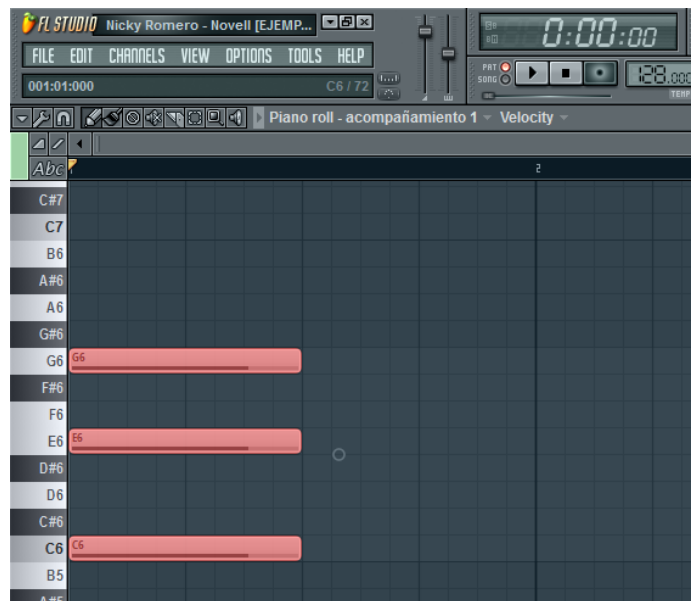 FL STUDIO Nicky Romero - Novell [EJEMP...
FILE EDIT CHANNELS VIEW OPTIONS TOOLS HELP
001:01:000 C6 / 72
0:00:00
PAT
SONG
128.000
TEMP
Piano roll - acompañamiento 1 Velocity
Abc
2
C#7
C7
B6
A#6
A6
G#6
G6 G6
F#6
F6
E6 E6
D#6
D6
C#6
C6 C6
B5
A#5